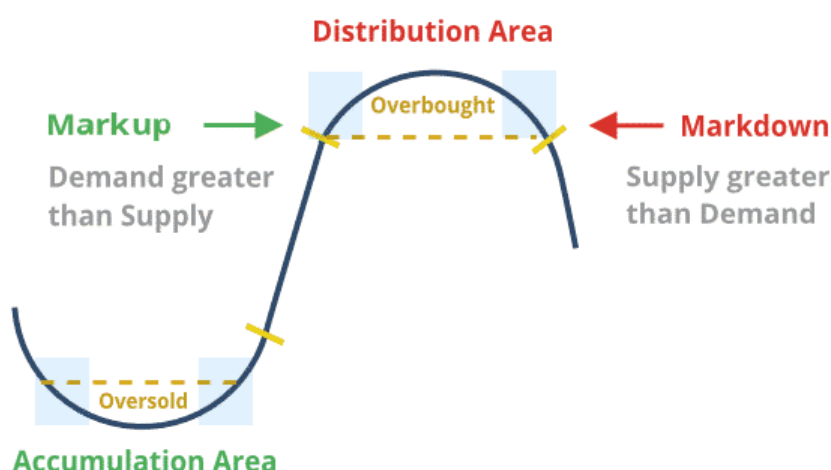 Distribution Area
Overbought
Markup
Markdown
Demand greater
than Supply
Supply greater
than Demand
Oversold
Accumulation Area